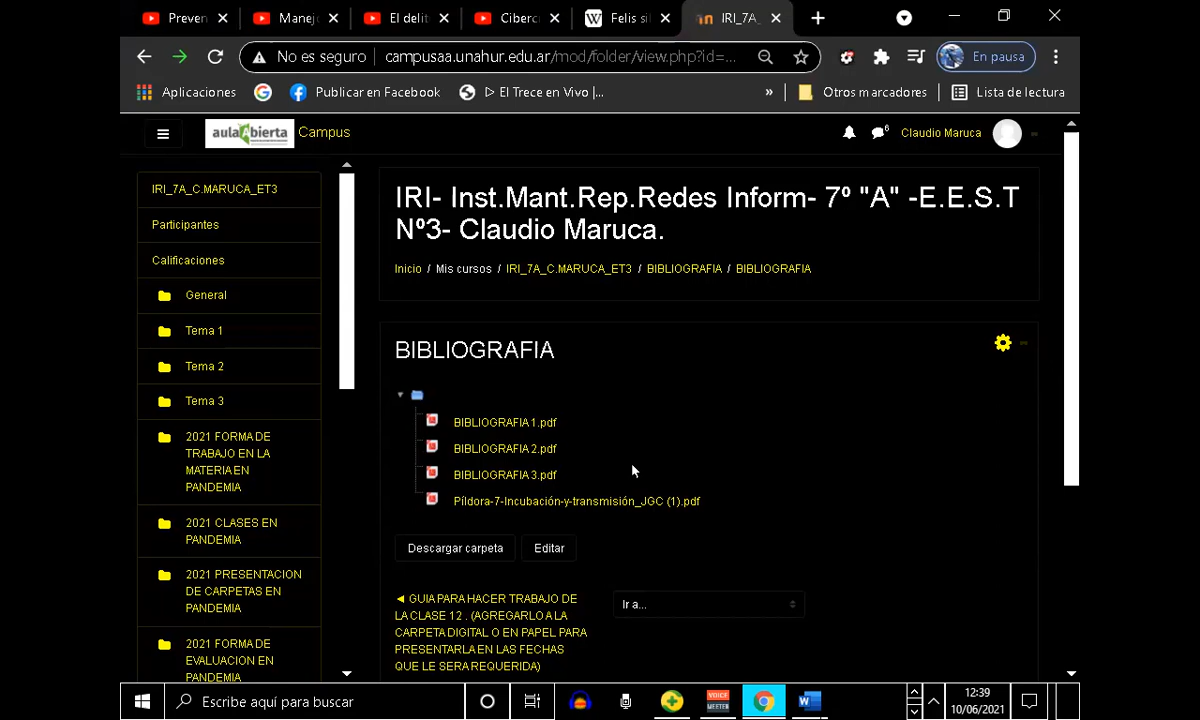 Preven
Manej
El delit
Ciberc
Felis sil
IRI_7A_
No es seguro
campusaa.unahur.edu.ar/mod/folder/view.php?id=...
En pausa
Aplicaciones
Publicar en Facebook
▷ El Trece en Vivo |...
»
Otros marcadores
Lista de lectura
aulaAbierta
Campus
6
Claudio Maruca
IRI_7A_C.MARUCA_ET3
Participantes
Calificaciones
General
Tema 1
Tema 2
Tema 3
2021 FORMA DE
TRABAJO EN LA
MATERIA EN
PANDEMIA
2021 CLASES EN
PANDEMIA
2021 PRESENTACION
DE CARPETAS EN
PANDEMIA
2021 FORMA DE
EVALUACION EN
PANDEMIA
IRI- Inst.Mant.Rep.Redes Inform- 7º "A" -E.E.S.T
Nº3- Claudio Maruca.
Inicio / Mis cursos / IRI_7A_C.MARUCA_ET3 / BIBLIOGRAFIA / BIBLIOGRAFIA
BIBLIOGRAFIA
BIBLIOGRAFIA 1.pdf
BIBLIOGRAFIA 2.pdf
BIBLIOGRAFIA 3.pdf
Píldora-7-Incubación-y-transmisión_JGC (1).pdf
Descargar carpeta
Editar
◄ GUIA PARA HACER TRABAJO DE
LA CLASE 12 . (AGREGARLO A LA
CARPETA DIGITAL O EN PAPEL PARA
PRESENTARLA EN LAS FECHAS
QUE LE SERA REQUERIDA)
Ir a...
Escribe aquí para buscar
VOICE
MEETER
12:39
10/06/2021